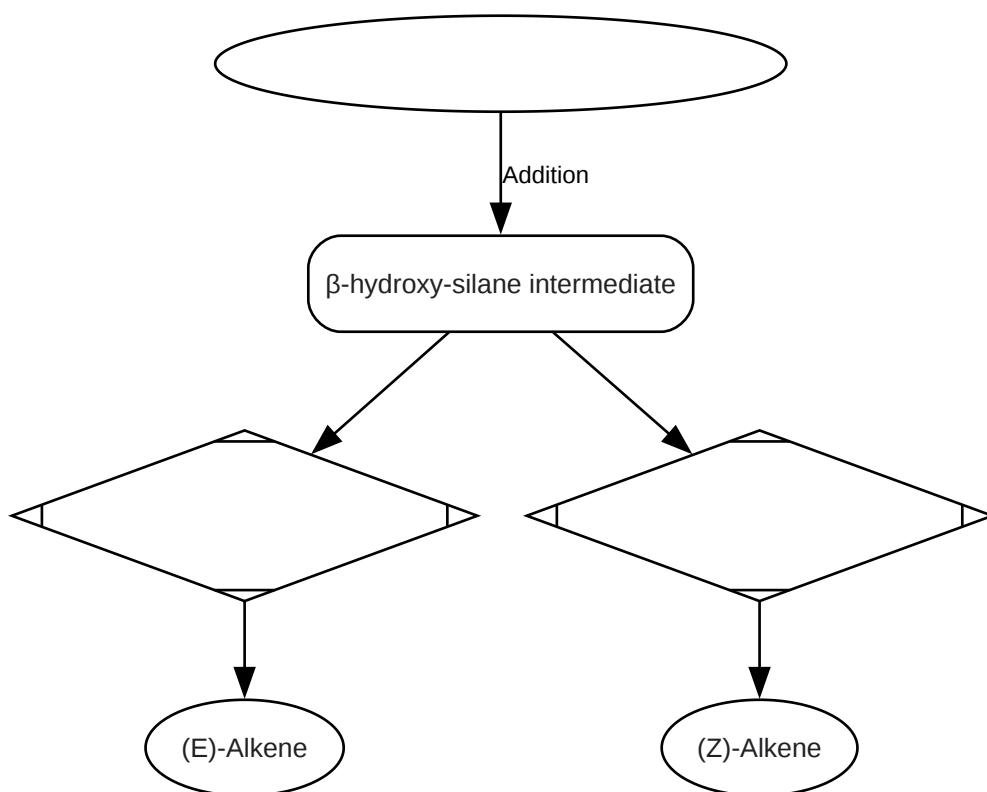 Addition
β-hydroxy-silane intermediate
(E)-Alkene
(Z)-Alkene